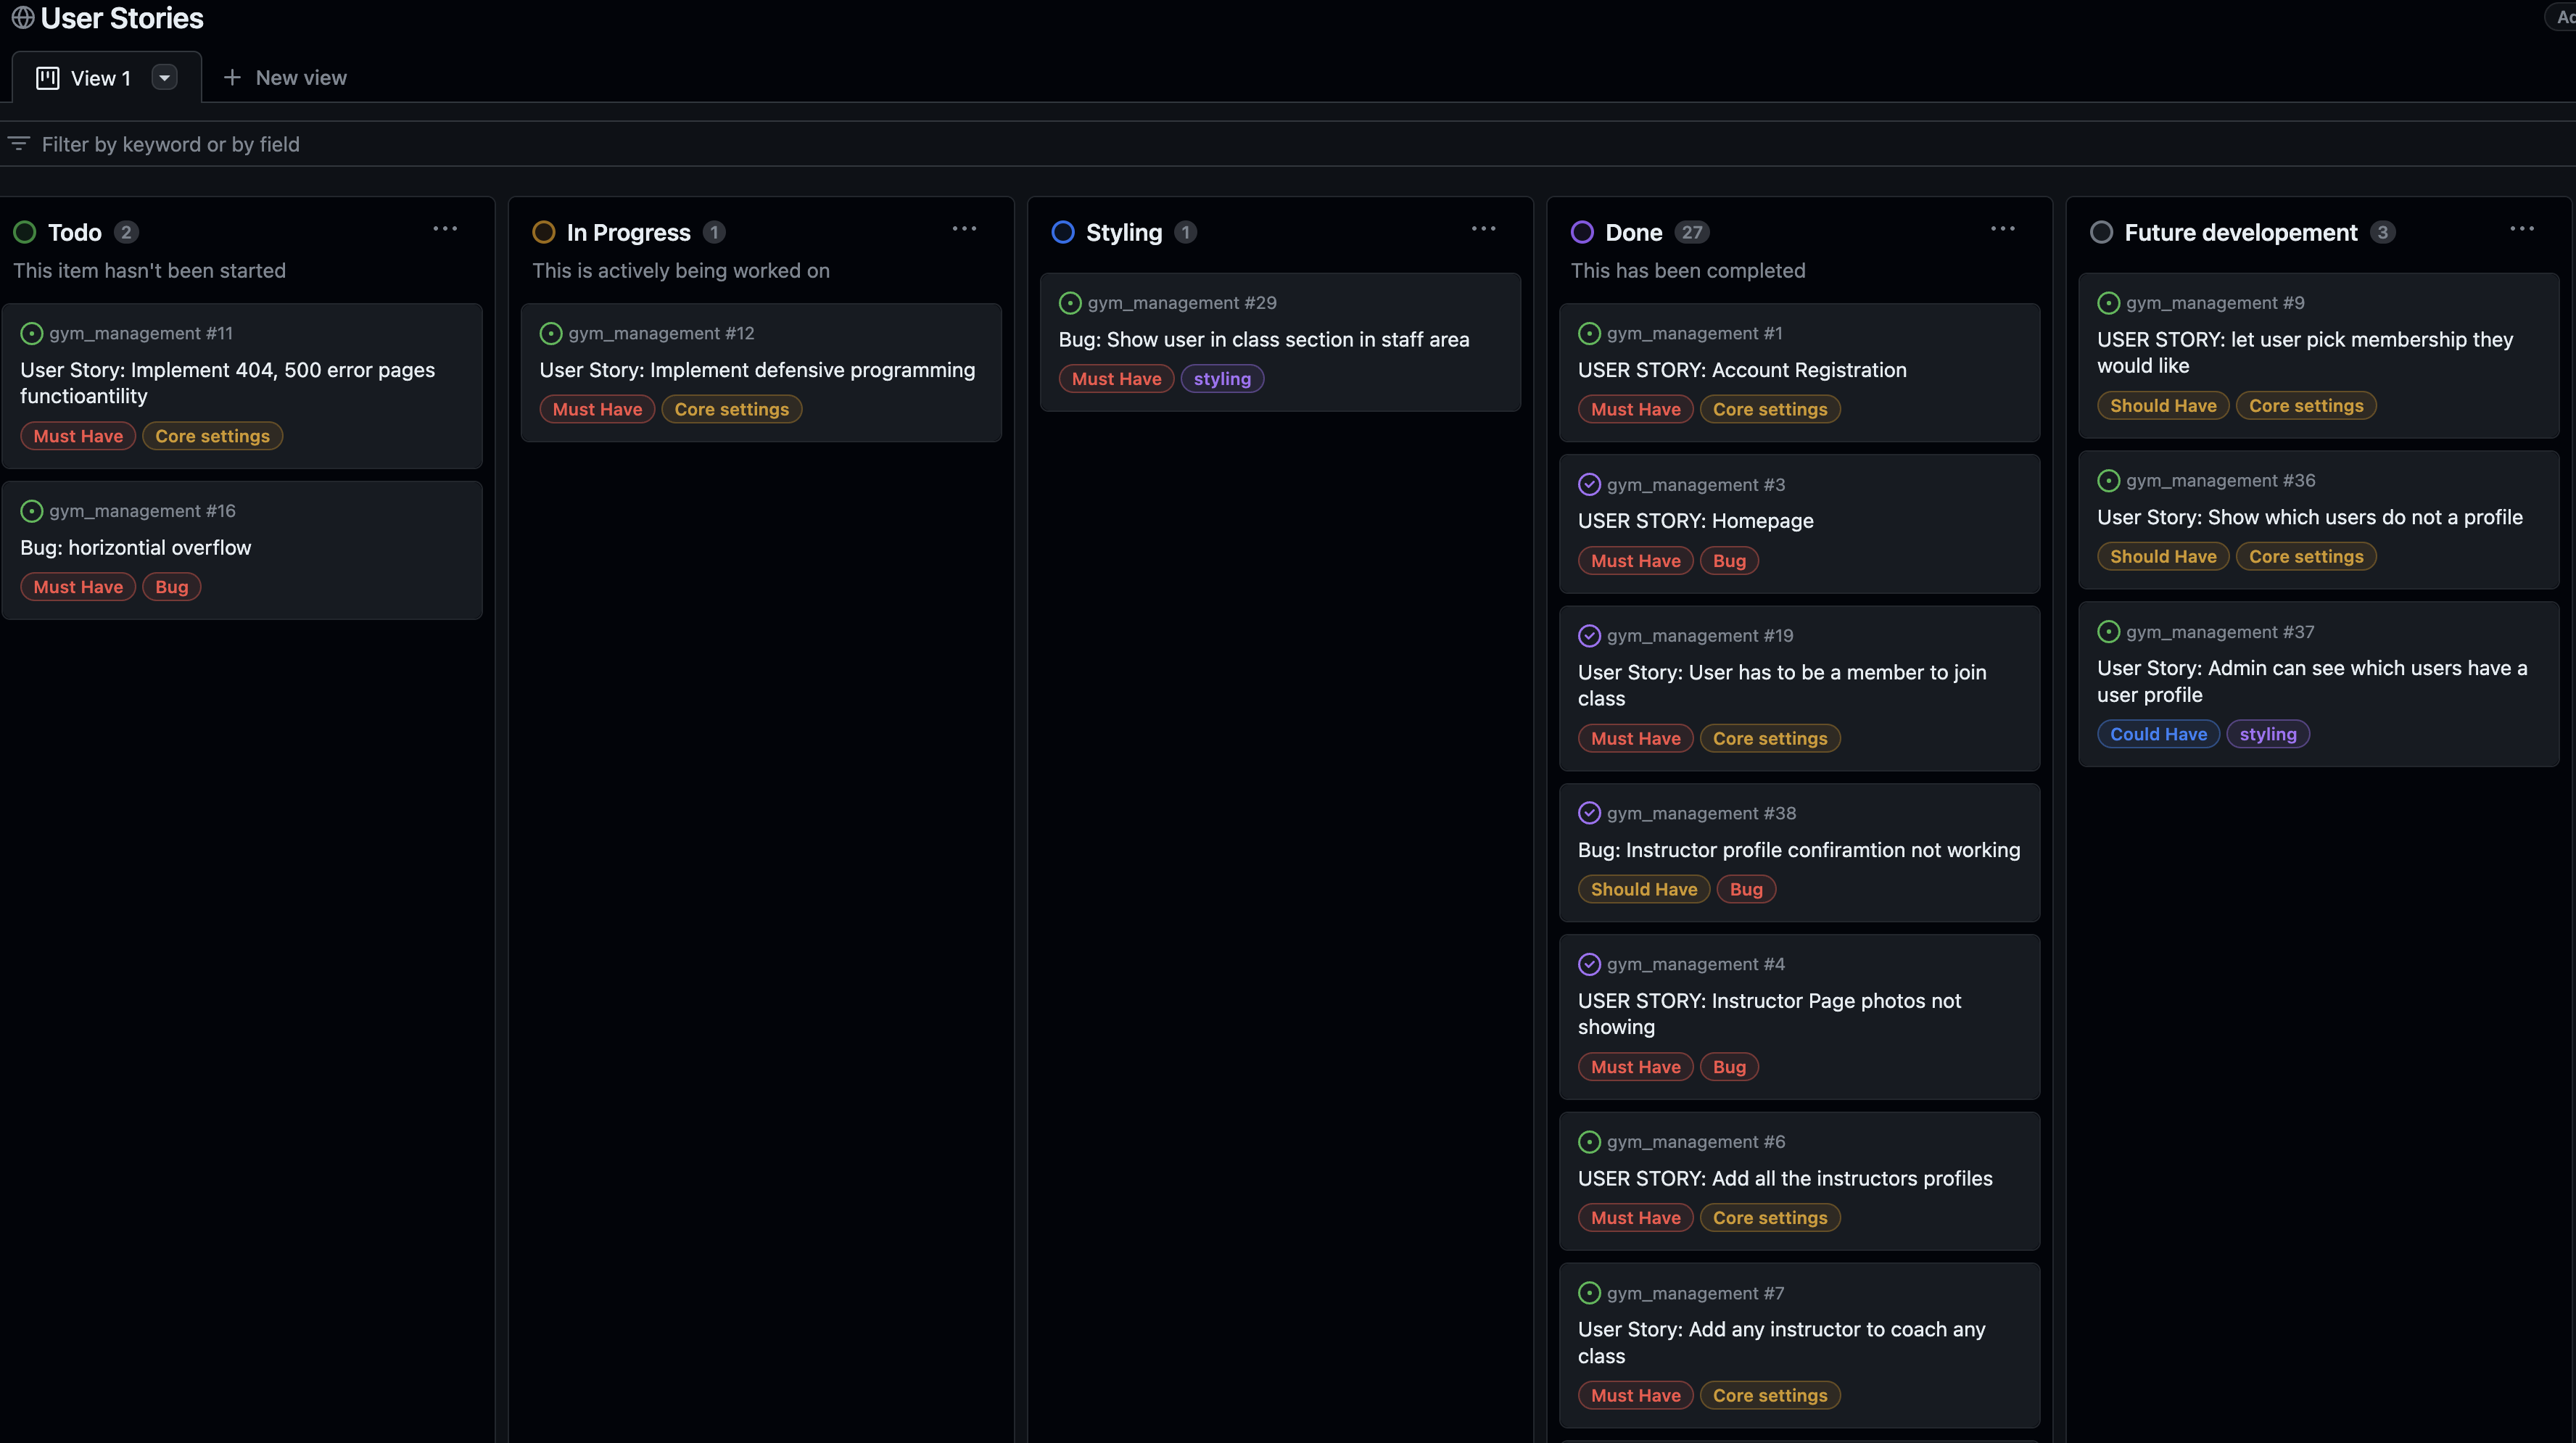 User Stories
Ad
View 1
New view
Filter by keyword or by field
Todo 2
This item hasn't been started
gym_management #11
User Story: Implement 404, 500 error pages
functioantility
Must Have Core settings
gym_management #16
Bug: horizontial overflow
Must Have Bug
In Progress 1
This is actively being worked on
gym_management #12
User Story: Implement defensive programming
Must Have Core settings
Styling 1
gym_management #29
Bug: Show user in class section in staff area
Must Have styling
Done 27
This has been completed
gym_management #1
USER STORY: Account Registration
Must Have Core settings
gym_management #3
USER STORY: Homepage
Must Have Bug
gym_management #19
User Story: User has to be a member to join
class
Must Have Core settings
gym_management #38
Bug: Instructor profile confiramtion not working
Should Have Bug
gym_management #4
USER STORY: Instructor Page photos not
showing
Must Have Bug
gym_management #6
USER STORY: Add all the instructors profiles
Must Have Core settings
gym_management #7
User Story: Add any instructor to coach any
class
Must Have Core settings
Future developement 3
gym_management #9
USER STORY: let user pick membership they
would like
Should Have Core settings
gym_management #36
User Story: Show which users do not a profile
Should Have Core settings
gym_management #37
User Story: Admin can see which users have a
user profile
Could Have styling